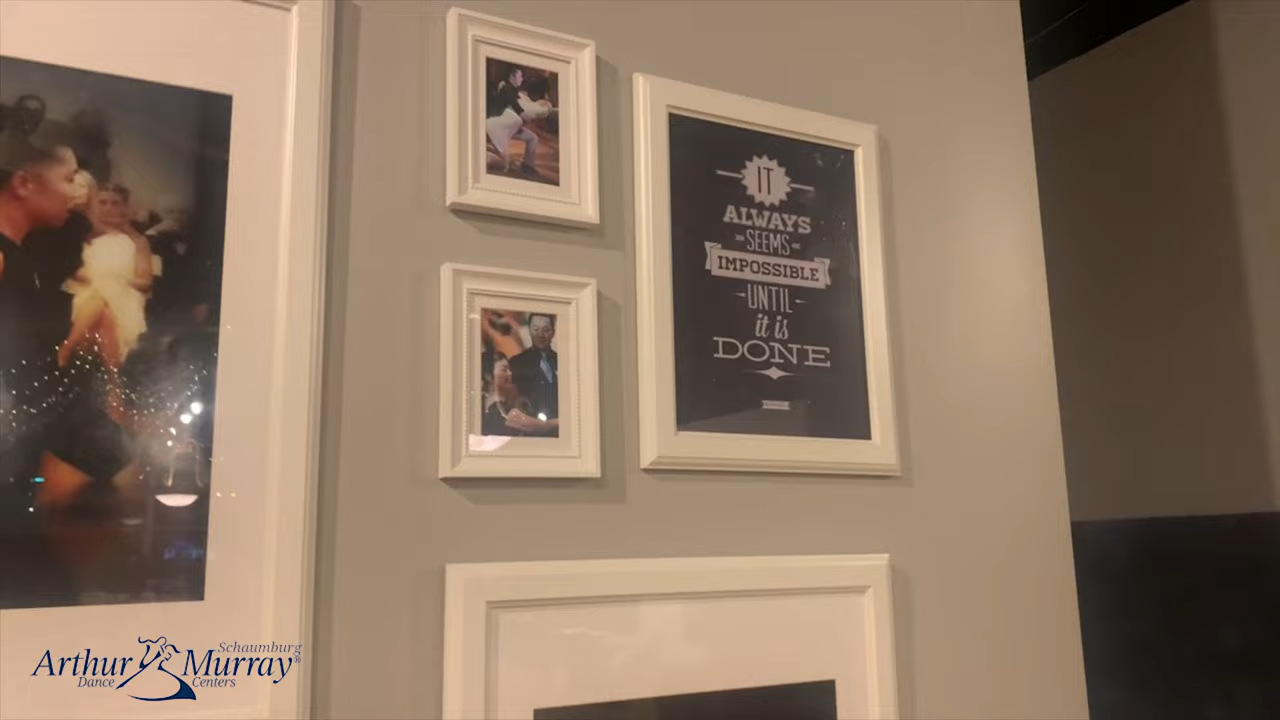 IT
ALWAYS
SEEMS
IMPOSSIBLE
UNTIL
it is
DONE
Schaumburg
Arthur Murray®
Dance Centers